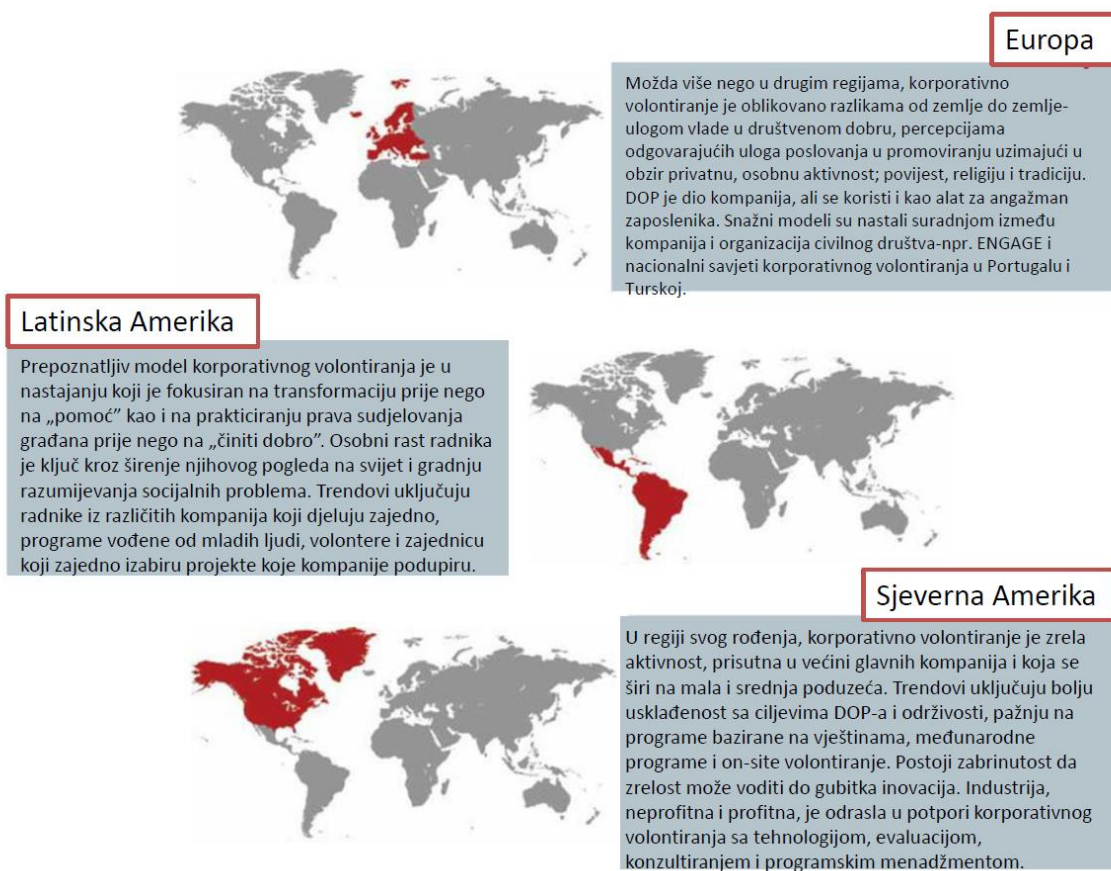 Europa
Možda više nego u drugim regijama, korporativno
volontiranje je oblikovano razlikama od zemlje do zemlje-
ulogom vlade u društvenom dobru, percepcijama
odgovarajućih uloga poslovanja u promoviranju uzimajući u
obzir privatnu, osobnu aktivnost; povijest, religiju i tradiciju.
DOP je dio kompanija, ali se koristi i kao alat za angažman
zaposlenika. Snažni modeli su nastali suradnjom između
kompanija i organizacija civilnog društva-npr. ENGAGE i
nacionalni savjeti korporativnog volontiranja u Portugalu i
Turskoj.
Latinska Amerika
Prepoznatljiv model korporativnog volontiranja je u
nastajanju koji je fokusiran na transformaciju prije nego
na „pomoć” kao i na prakticiranju prava sudjelovanja
građana prije nego na „činiti dobro”. Osobni rast radnika
je ključ kroz širenje njihovog pogleda na svijet i gradnju
razumijevanja socijalnih problema. Trendovi uključuju
radnike iz različitih kompanija koji djeluju zajedno,
programe vođene od mladih ljudi, volontere i zajednicu
koji zajedno izabiru projekte koje kompanije podupiru.
Sjeverna Amerika
U regiji svog rođenja, korporativno volontiranje je zrela
aktivnost, prisutna u većini glavnih kompanija i koja se
širi na mala i srednja poduzeća. Trendovi uključuju bolju
usklađenost sa ciljevima DOP-a i održivosti, pažnju na
programe bazirane na vještinama, međunarodne
programe i on-site volontiranje. Postoji zabrinutost da
zrelost može voditi do gubitka inovacija. Industrija,
neprofitna i profitna, je odrasla u potpori korporativnog
volontiranja sa tehnologijom, evaluacijom,
konzultiranjem i programskim menadžmentom.